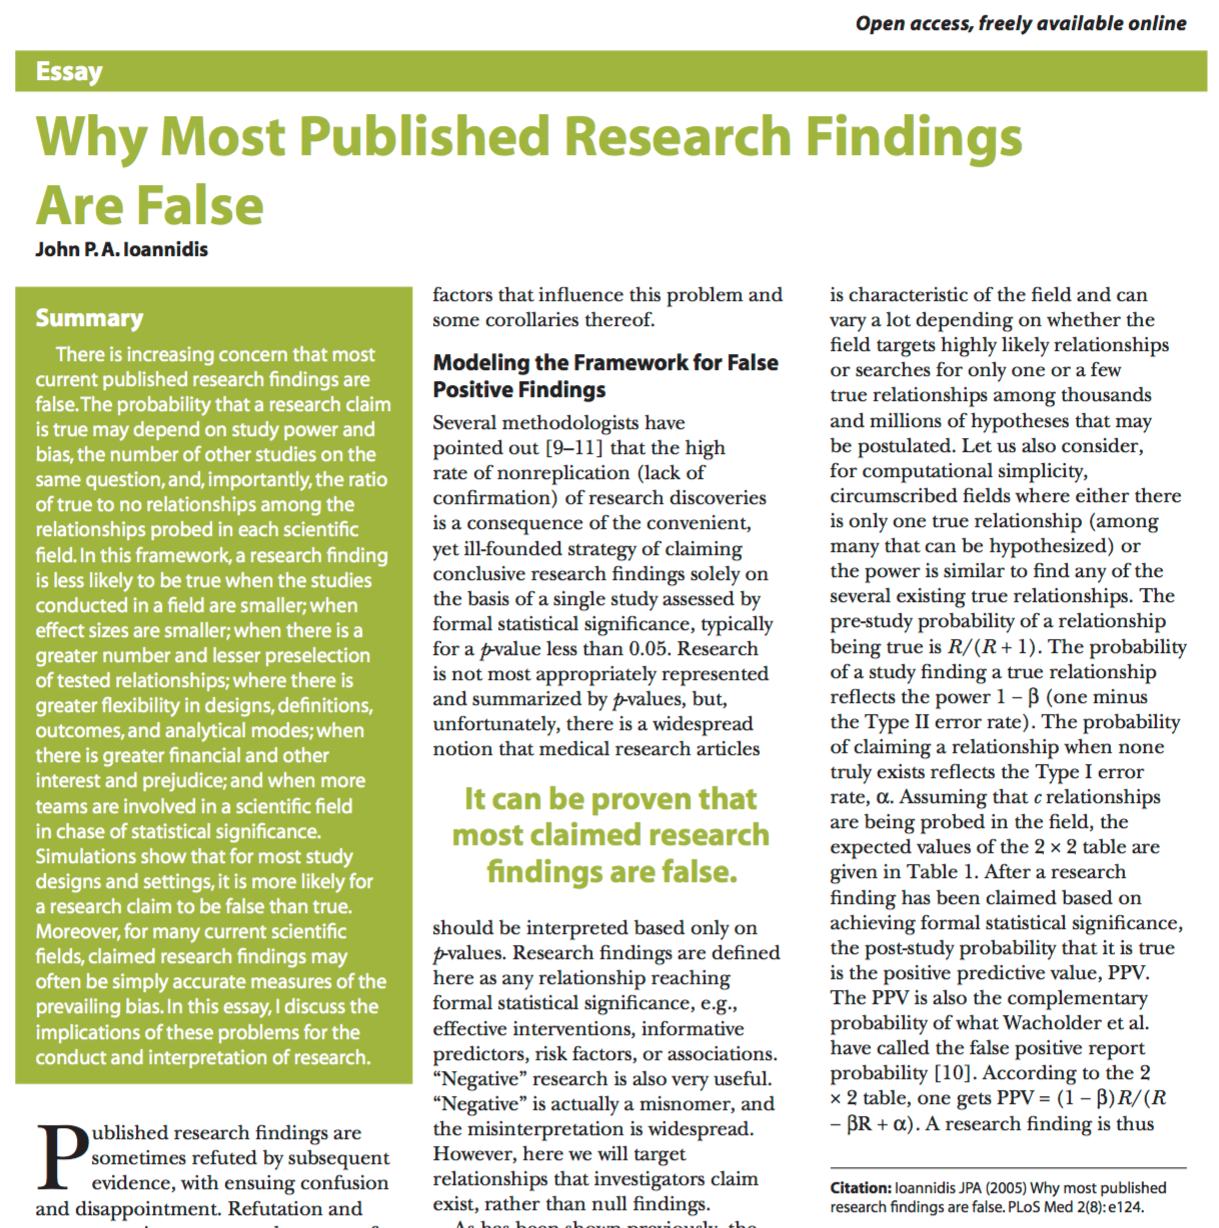 Open access, freely available online
Essay
Why Most Published Research Findings
Are False
John P. A. Ioannidis
Summary
There is increasing concern that most
current published research findings are
false. The probability that a research claim
is true may depend on study power and
bias, the number of other studies on the
same question, and, importantly, the ratio
of true to no relationships among the
relationships probed in each scientific
field. In this framework, a research finding
is less likely to be true when the studies
conducted in a field are smaller; when
effect sizes are smaller; when there is a
greater number and lesser preselection
of tested relationships; where there is
greater flexibility in designs, definitions,
outcomes, and analytical modes; when
there is greater financial and other
interest and prejudice; and when more
teams are involved in a scientific field
in chase of statistical significance.
Simulations show that for most study
designs and settings, it is more likely for
a research claim to be false than true.
Moreover, for many current scientific
fields, claimed research findings may
often be simply accurate measures of the
prevailing bias. In this essay, I discuss the
implications of these problems for the
conduct and interpretation of research.
Published research findings are
sometimes refuted by subsequent
evidence, with ensuing confusion
and disappointment. Refutation and
factors that influence this problem and
some corollaries thereof.
Modeling the Framework for False
Positive Findings
Several methodologists have
pointed out [9–11] that the high
rate of nonreplication (lack of
confirmation) of research discoveries
is a consequence of the convenient,
yet ill-founded strategy of claiming
conclusive research findings solely on
the basis of a single study assessed by
formal statistical significance, typically
for a p-value less than 0.05. Research
is not most appropriately represented
and summarized by p-values, but,
unfortunately, there is a widespread
notion that medical research articles
It can be proven that
most claimed research
findings are false.
should be interpreted based only on
p-values. Research findings are defined
here as any relationship reaching
formal statistical significance, e.g.,
effective interventions, informative
predictors, risk factors, or associations.
“Negative” research is also very useful.
“Negative” is actually a misnomer, and
the misinterpretation is widespread.
However, here we will target
relationships that investigators claim
exist, rather than null findings.
As has been shown previously, the
is characteristic of the field and can
vary a lot depending on whether the
field targets highly likely relationships
or searches for only one or a few
true relationships among thousands
and millions of hypotheses that may
be postulated. Let us also consider,
for computational simplicity,
circumscribed fields where either there
is only one true relationship (among
many that can be hypothesized) or
the power is similar to find any of the
several existing true relationships. The
pre-study probability of a relationship
being true is R/(R + 1). The probability
of a study finding a true relationship
reflects the power 1 − β (one minus
the Type II error rate). The probability
of claiming a relationship when none
truly exists reflects the Type I error
rate, α. Assuming that c relationships
are being probed in the field, the
expected values of the 2 × 2 table are
given in Table 1. After a research
finding has been claimed based on
achieving formal statistical significance,
the post-study probability that it is true
is the positive predictive value, PPV.
The PPV is also the complementary
probability of what Wacholder et al.
have called the false positive report
probability [10]. According to the 2
× 2 table, one gets PPV = (1 − β)R/(R
− βR + α). A research finding is thus
Citation: Ioannidis JPA (2005) Why most published
research findings are false. PLoS Med 2(8): e124.